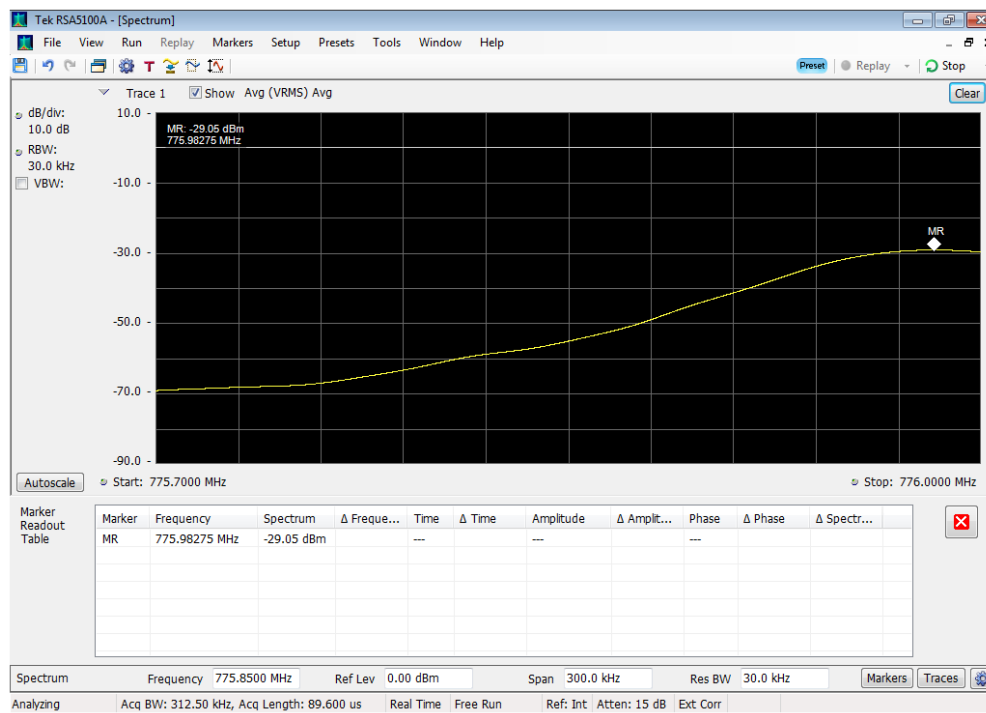 Tek RSA5100A - [Spectrum]
File View Run Replay Markers Setup Presets Tools Window Help
T Preset Replay Stop
Trace 1 Show Avg (VRMS) Avg Clear
dB/div:
10.0 dB
RBW:
30.0 kHz
VBW:
10.0
-10.0
-30.0
-50.0
-70.0
-90.0
MR: -29.05 dBm
775.98275 MHz
MR
Autoscale Start: 775.7000 MHz Stop: 776.0000 MHz
Marker Readout Table
Marker Frequency Spectrum Δ Freque... Time Δ Time Amplitude Δ Amplit... Phase Δ Phase Δ Spectr...
MR 775.98275 MHz -29.05 dBm --- --- ---
Spectrum Frequency 775.8500 MHz Ref Lev 0.00 dBm Span 300.0 kHz Res BW 30.0 kHz Markers Traces
Analyzing Acq BW: 312.50 kHz, Acq Length: 89.600 us Real Time Free Run Ref: Int Atten: 15 dB Ext Corr